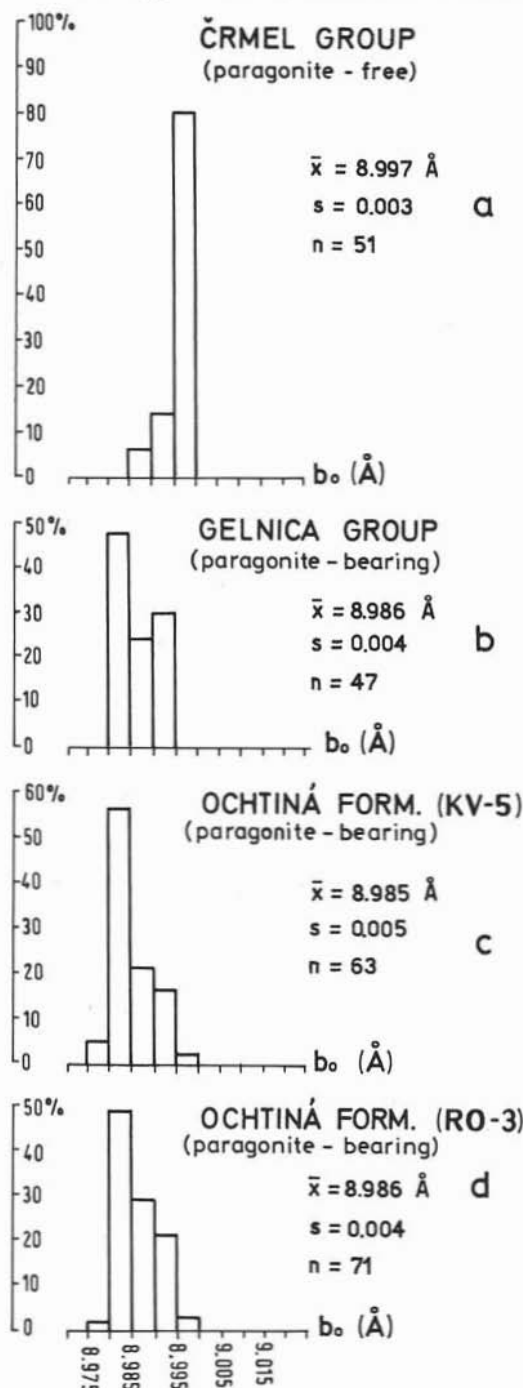 100%
ČRMEL GROUP
90
(paragonite - free)
80
70
x̄ = 8.997 Å
60
s = 0.003
a
50
n = 51
40
30
20
10
0
b₀ (Å)
50%
GELNICA GROUP
40
(paragonite - bearing)
30
x̄ = 8.986 Å
s = 0.004
b
20
n = 47
10
0
b₀ (Å)
60%
OCHTINÁ FORM. (KV-5)
50
(paragonite - bearing)
40
x̄ = 8.985 Å
30
s = 0.005
c
20
n = 63
10
0
b₀ (Å)
50%
OCHTINÁ FORM. (RO-3)
40
(paragonite - bearing)
30
x̄ = 8.986 Å
d
20
s = 0.004
10
n = 71
0
b₀ (Å)
8.975
8.985
8.995
9.005
9.015